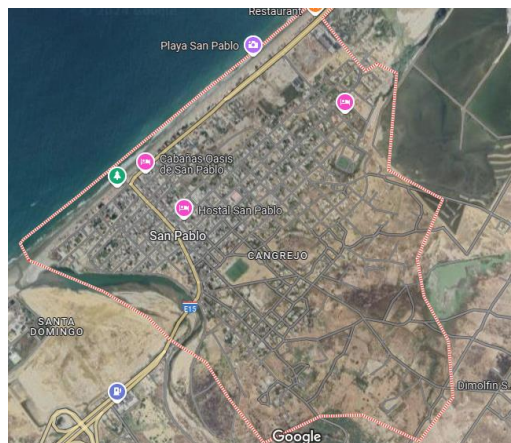 Restaurant
Playa San Pablo
Cabañas Oasis
de San Pablo
Hostal San Pablo
San Pablo
CANGREJO
E15
SANTA
DOMINGO
Dimolfin S.
Google